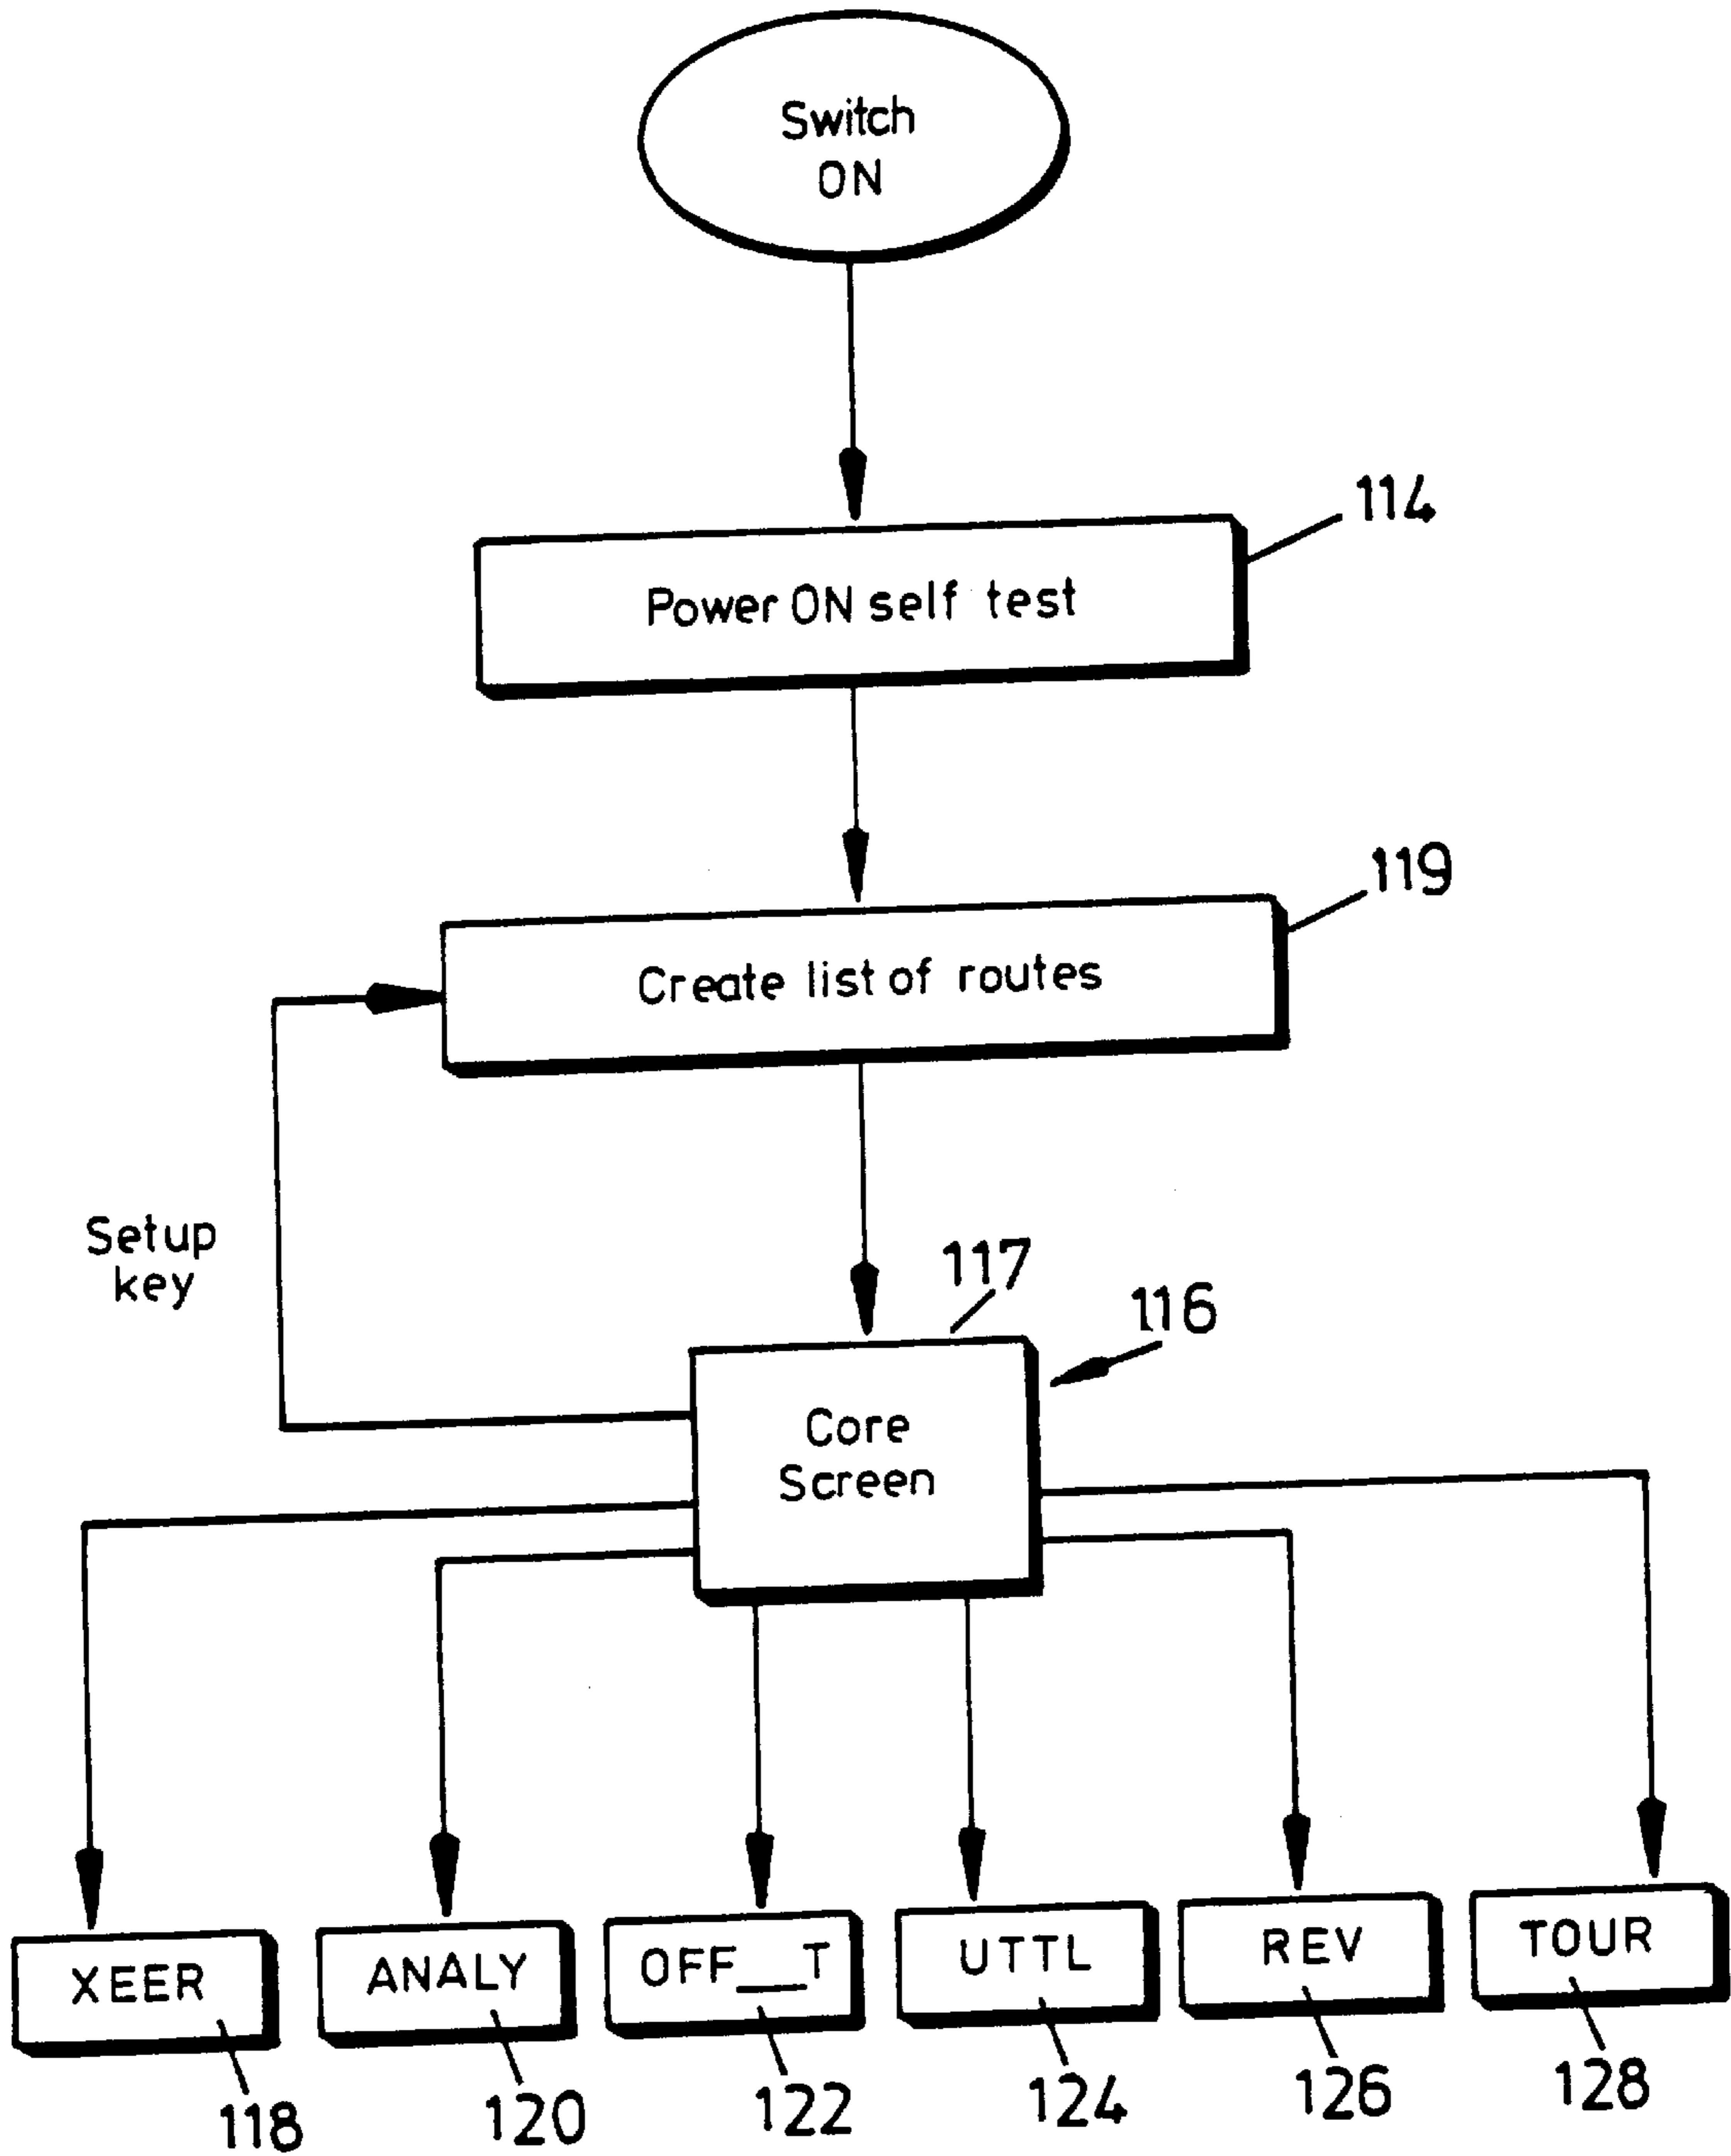 Switch
ON
114
Power ON self test
119
Create list of routes
Setup
key
117
116
Core
Screen
XEER
ANALY
OFF___T
UTTL
REV
TOUR
118
120
122
124
126
128